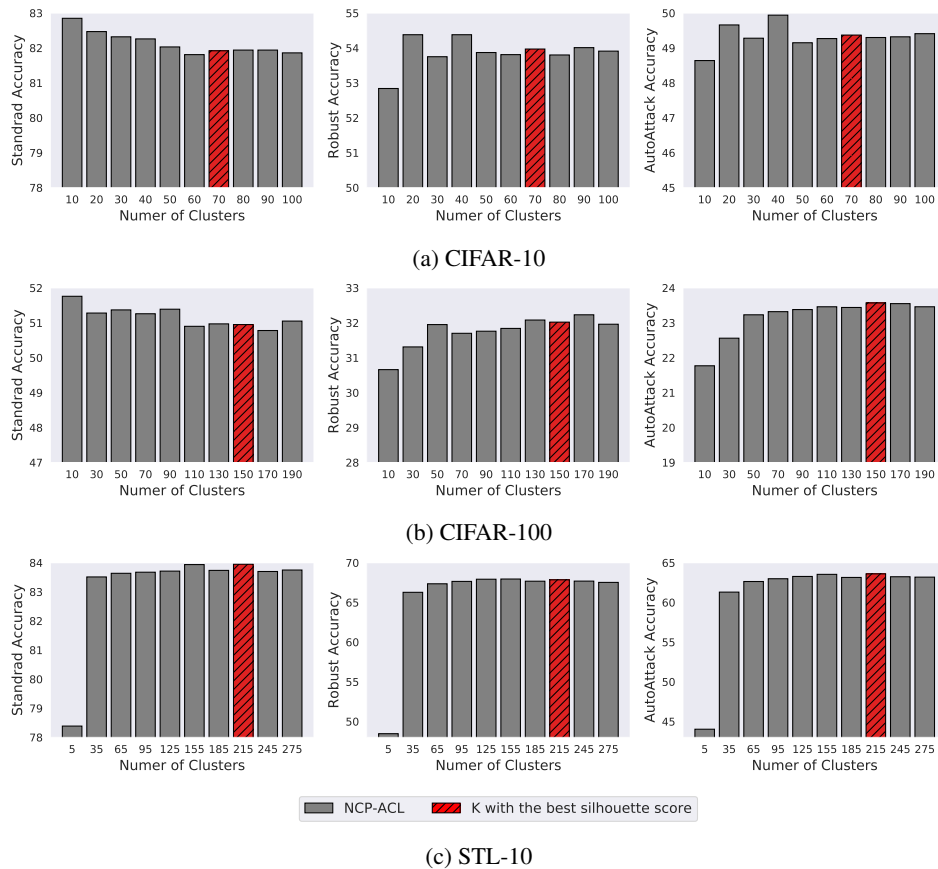 83
82
81
80
79
78
Standrad Accuracy
10 20 30 40 50 60 70 80 90 100
Numer of Clusters
55
54
53
52
51
50
Robust Accuracy
10 20 30 40 50 60 70 80 90 100
Numer of Clusters
50
49
48
47
46
45
AutoAttack Accuracy
10 20 30 40 50 60 70 80 90 100
Numer of Clusters
(a) CIFAR-10
52
51
50
49
48
47
Standrad Accuracy
10 30 50 70 90 110 130 150 170 190
Numer of Clusters
33
32
31
30
29
28
Robust Accuracy
10 30 50 70 90 110 130 150 170 190
Numer of Clusters
24
23
22
21
20
19
AutoAttack Accuracy
10 30 50 70 90 110 130 150 170 190
Numer of Clusters
(b) CIFAR-100
84
83
82
81
80
79
78
Standrad Accuracy
5 35 65 95 125 155 185 215 245 275
Numer of Clusters
70
65
60
55
50
Robust Accuracy
5 35 65 95 125 155 185 215 245 275
Numer of Clusters
65
60
55
50
45
AutoAttack Accuracy
5 35 65 95 125 155 185 215 245 275
Numer of Clusters
NCP-ACL
K with the best silhouette score
(c) STL-10